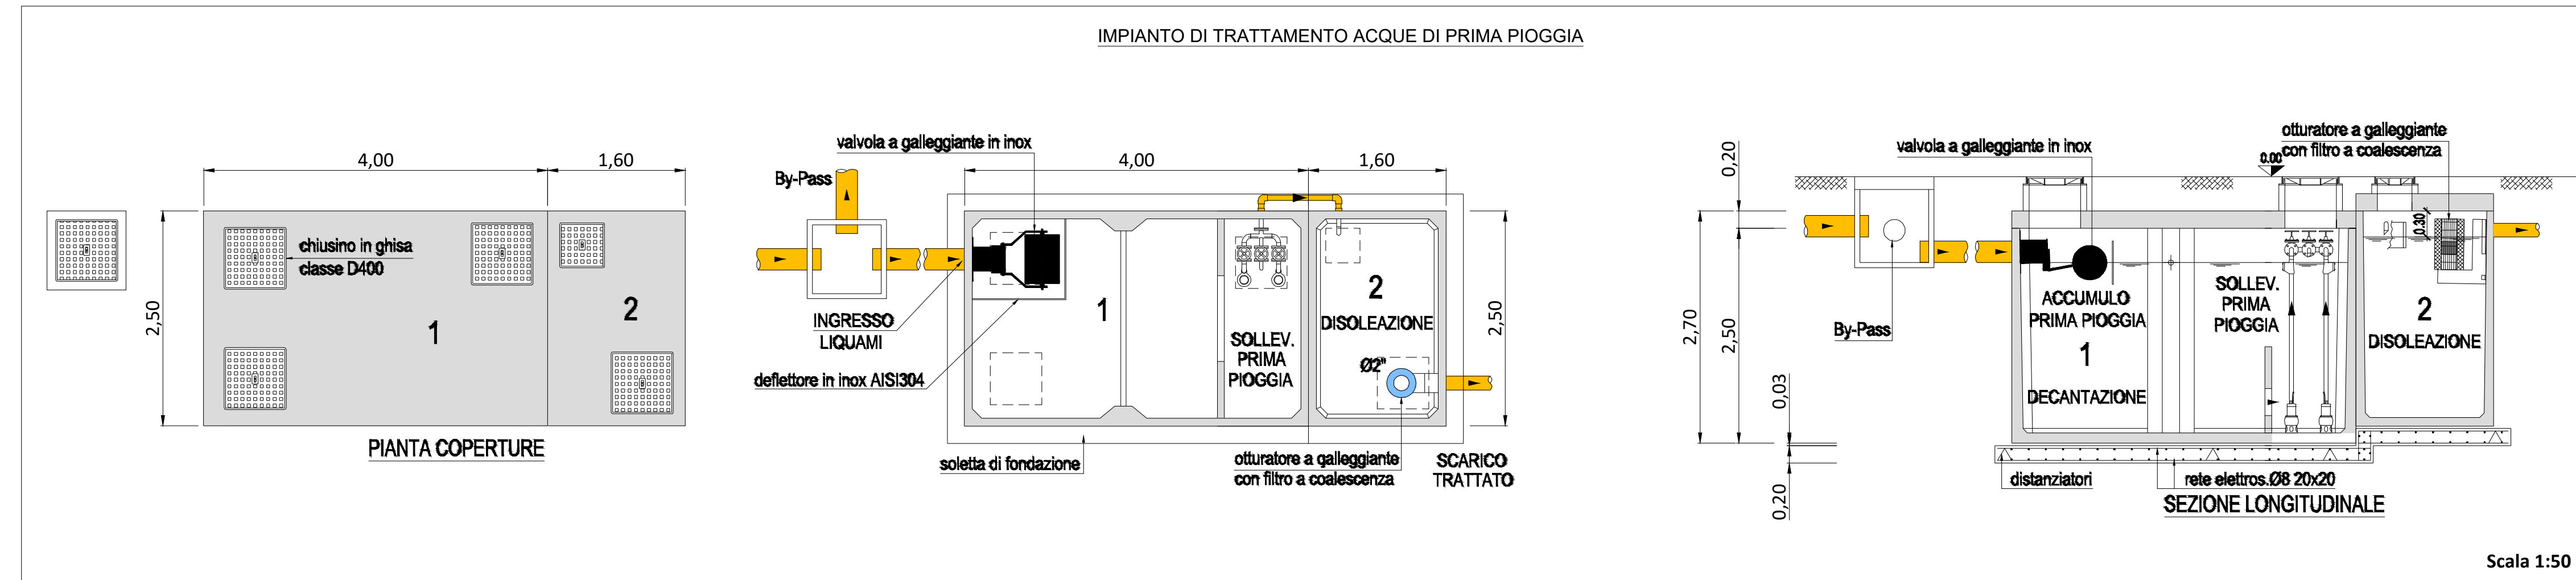 IMPIANTO DI TRATTAMENTO ACQUE DI PRIMA PIOGGIA
4,00
1,60
2,50
chiusino in ghisa
classe D400
1
2
PIANTA COPERTURE
valvola a galleggiante in inox
By-Pass
4,00
1,60
2,50
INGRESSO
LIQUAMI
deflettore in inox AISI304
1
SOLLEV.
PRIMA
PIOGGIA
2
DISOLEAZIONE
Ø2"
soletta di fondazione
otturatore a galleggiante
con filtro a coalescenza
SCARICO
TRATTATO
valvola a galleggiante in inox
otturatore a galleggiante
con filtro a coalescenza
0.00
0,20
2,70
2,50
0,03
0,20
0.30
By-Pass
ACCUMULO
PRIMA PIOGGIA
1
DECANTAZIONE
SOLLEV.
PRIMA
PIOGGIA
2
DISOLEAZIONE
distanziatori
rete elettros.Ø8 20x20
SEZIONE LONGITUDINALE
Scala 1:50